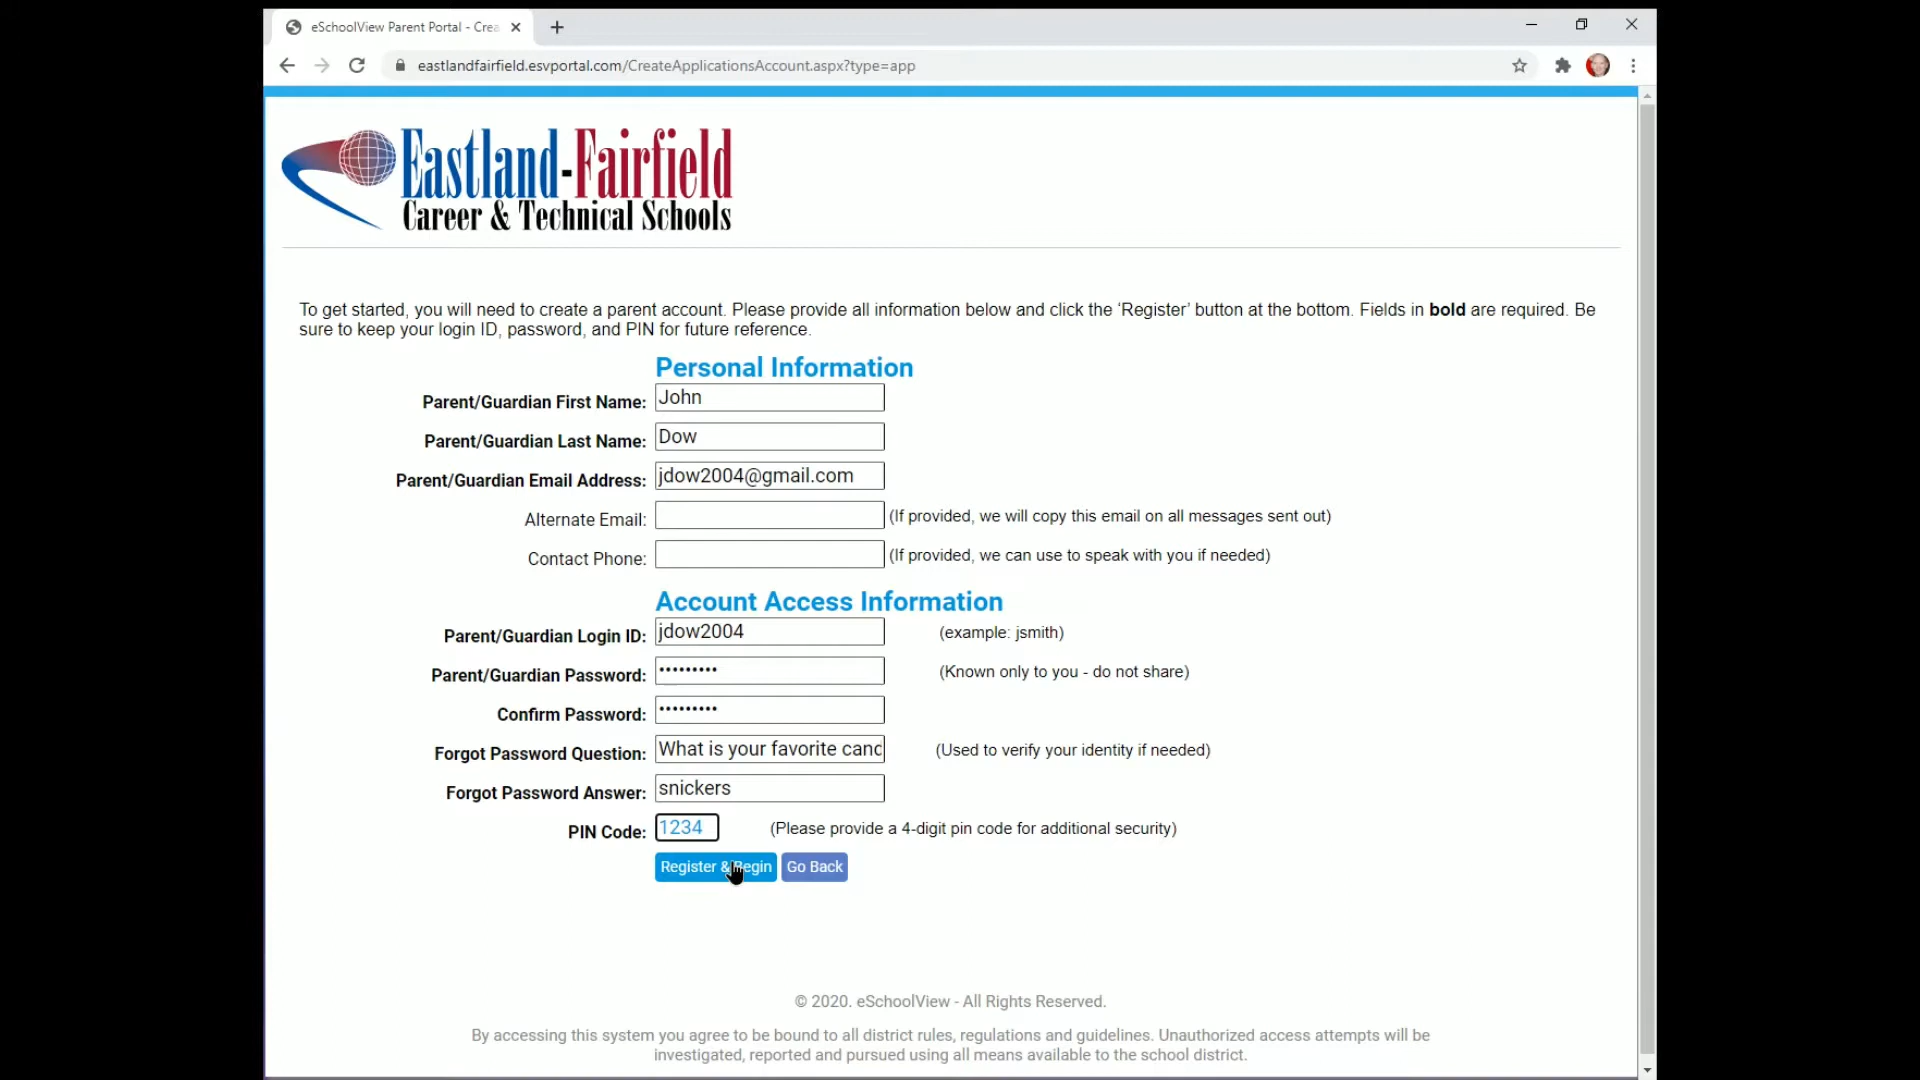 eSchoolView Parent Portal - Crea
eastlandfairfield.esvportal.com/CreateApplicationsAccount.aspx?type=app
Eastland-Fairfield
Career & Technical Schools
To get started, you will need to create a parent account. Please provide all information below and click the ‘Register’ button at the bottom. Fields in bold are required. Be
sure to keep your login ID, password, and PIN for future reference.
Personal Information
Parent/Guardian First Name: John
Parent/Guardian Last Name: Dow
Parent/Guardian Email Address: jdow2004@gmail.com
Alternate Email: (If provided, we will copy this email on all messages sent out)
Contact Phone: (If provided, we can use to speak with you if needed)
Account Access Information
Parent/Guardian Login ID: jdow2004 (example: jsmith)
Parent/Guardian Password: ••••••••• (Known only to you - do not share)
Confirm Password: •••••••••
Forgot Password Question: What is your favorite canc (Used to verify your identity if needed)
Forgot Password Answer: snickers
PIN Code: 1234 (Please provide a 4-digit pin code for additional security)
Register & Begin Go Back
© 2020. eSchoolView - All Rights Reserved.
By accessing this system you agree to be bound to all district rules, regulations and guidelines. Unauthorized access attempts will be
investigated, reported and pursued using all means available to the school district.